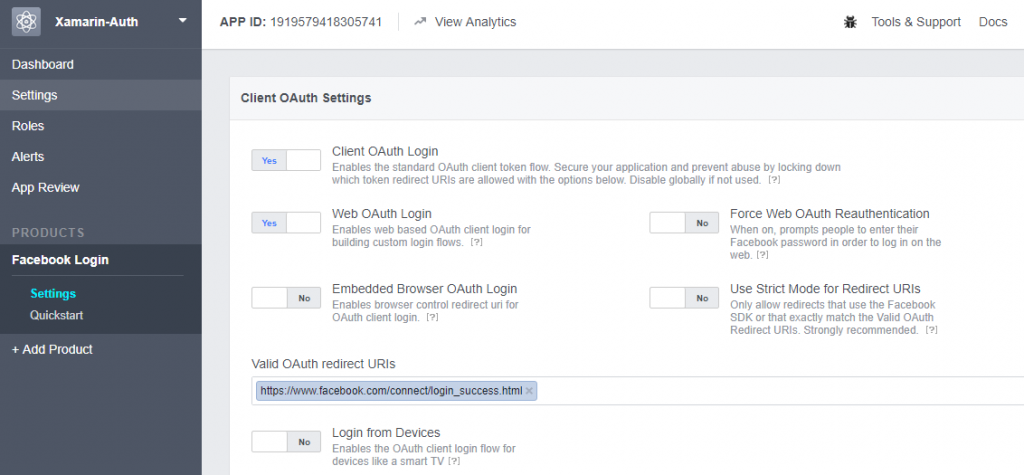 Xamarin-Auth
APP ID: 1919579418305741
View Analytics
Tools & Support
Docs
Dashboard
Settings
Roles
Alerts
App Review
PRODUCTS
Facebook Login
Settings
Quickstart
+ Add Product
Client OAuth Settings
Yes
Client OAuth Login
Enables the standard OAuth client token flow. Secure your application and prevent abuse by locking down
which token redirect URIs are allowed with the options below. Disable globally if not used. [?]
Yes
Web OAuth Login
Enables web based OAuth client login for
building custom login flows. [?]
No
Force Web OAuth Reauthentication
When on, prompts people to enter their
Facebook password in order to log in on the
web. [?]
No
Embedded Browser OAuth Login
Enables browser control redirect uri for
OAuth client login. [?]
No
Use Strict Mode for Redirect URIs
Only allow redirects that use the Facebook
SDK or that exactly match the Valid OAuth
Redirect URIs. Strongly recommended. [?]
Valid OAuth redirect URIs
https://www.facebook.com/connect/login_success.html ×
No
Login from Devices
Enables the OAuth client login flow for
devices like a smart TV [?]